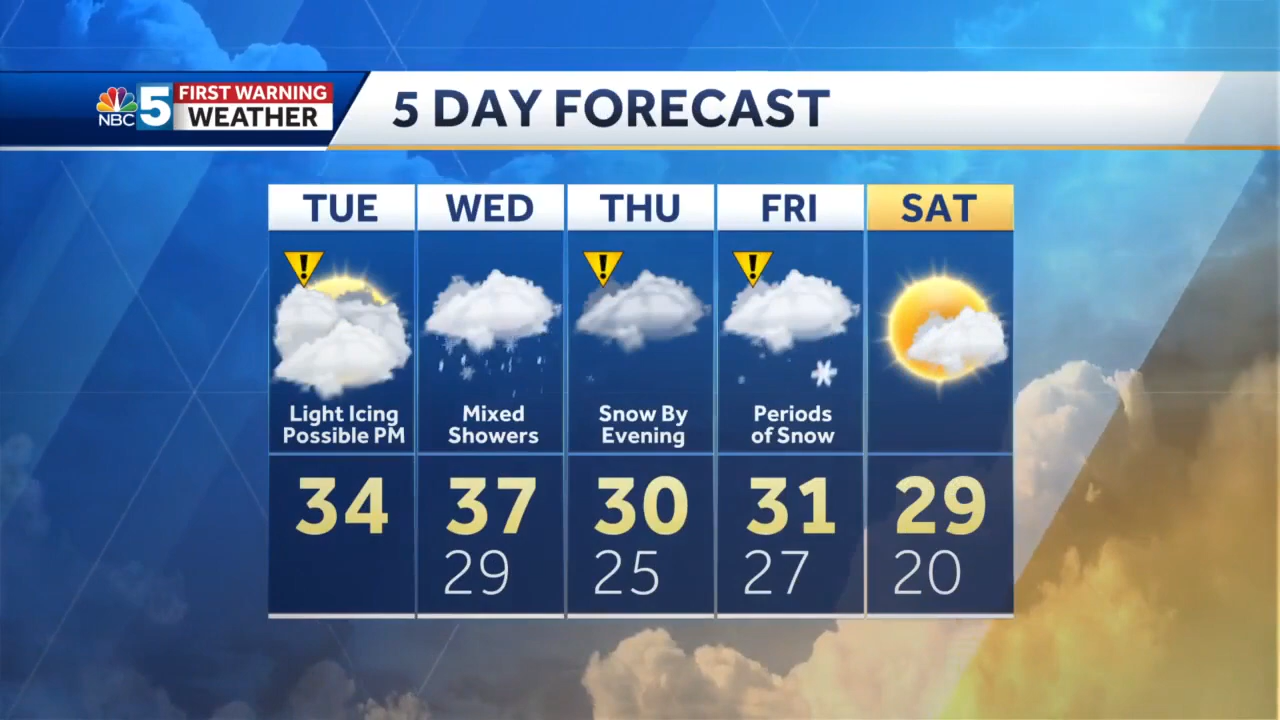 NBC 5 FIRST WARNING WEATHER
5 DAY FORECAST
TUE WED THU FRI SAT
! ! !
Light Icing
Possible PM
Mixed
Showers
Snow By
Evening
Periods
of Snow
34 37 30 31 29
29 25 27 20